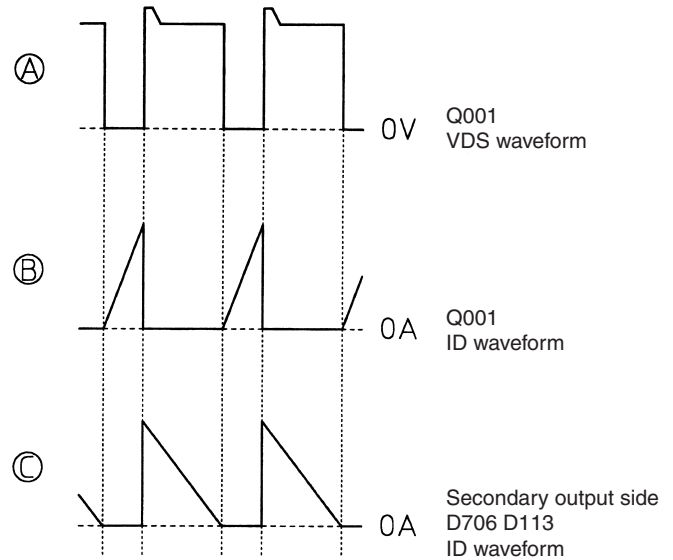 Ⓐ
0V
Q001
VDS waveform
Ⓑ
0A
Q001
ID waveform
Ⓒ
0A
Secondary output side
D706 D113
ID waveform